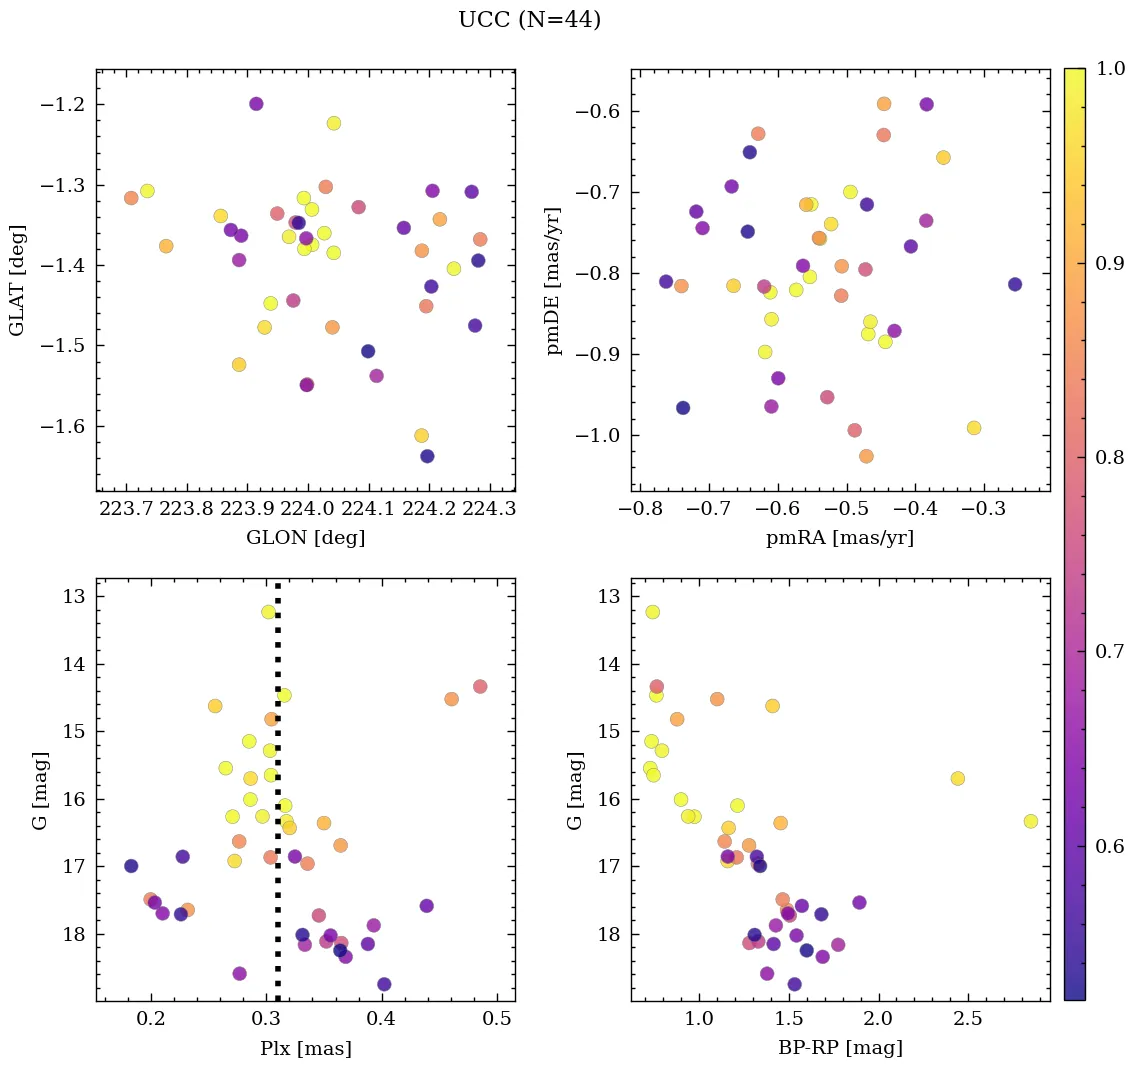 UCC (N=44)
−1.2
−1.3
−1.4
−1.5
−1.6
GLAT [deg]
223.7 223.8 223.9 224.0 224.1 224.2 224.3
GLON [deg]
−0.6
−0.7
−0.8
−0.9
−1.0
pmDE [mas/yr]
−0.8 −0.7 −0.6 −0.5 −0.4 −0.3
pmRA [mas/yr]
13
14
15
16
17
18
G [mag]
0.2 0.3 0.4 0.5
Plx [mas]
13
14
15
16
17
18
G [mag]
1.0 1.5 2.0 2.5
BP-RP [mag]
1.0
0.9
0.8
0.7
0.6